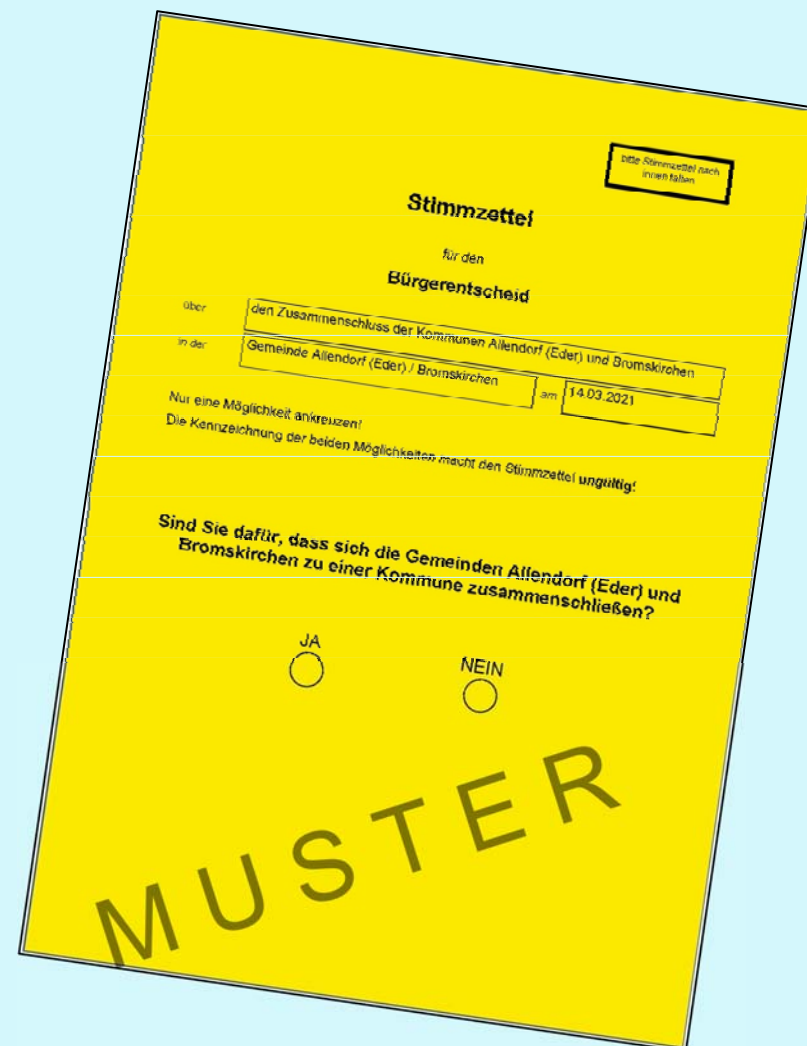 bitte Stimmzettel nach
innen falten
Stimmzettel
für den
Bürgerentscheid
über den Zusammenschluss der Kommunen Allendorf (Eder) und Bromskirchen
in der Gemeinde Allendorf (Eder) / Bromskirchen am 14.03.2021
Nur eine Möglichkeit ankreuzen!
Die Kennzeichnung der beiden Möglichkeiten macht den Stimmzettel ungültig!
Sind Sie dafür, dass sich die Gemeinden Allendorf (Eder) und
Bromskirchen zu einer Kommune zusammenschließen?
JA NEIN
MUSTER